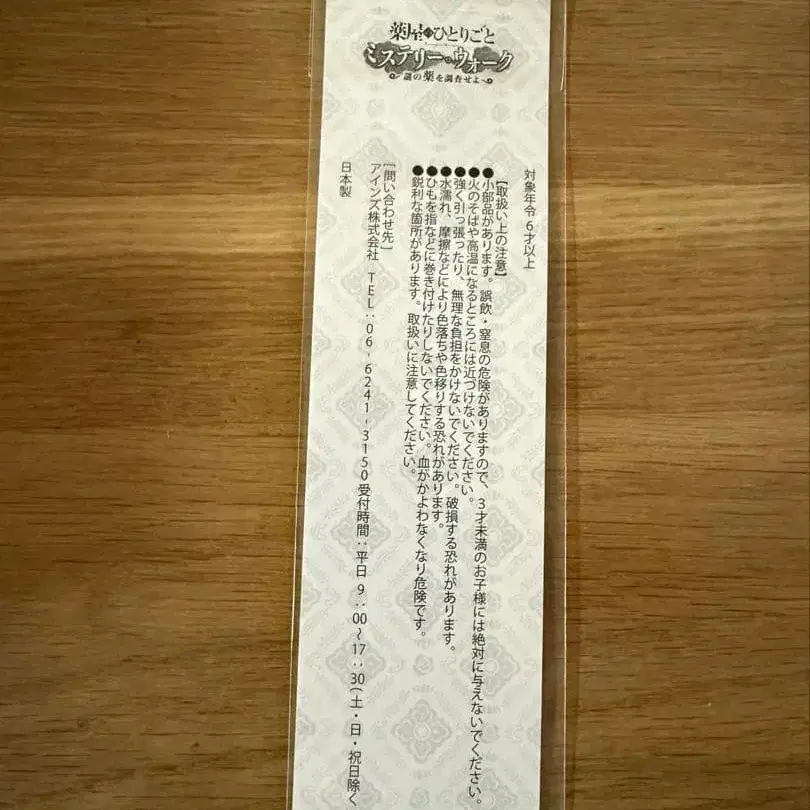 薬屋のひとりごと
ミステリー・ウォーク
～謎の薬を調査せよ～
対象年令 6才以上
【取扱い上の注意】
●小部品があります。誤飲・窒息の危険がありますので、3才未満のお子様には絶対に与えないでください。
●火のそばや高温になるところには近づけないでください。
●強く引っ張ったり、無理な負担をかけないでください。破損する恐れがあります。
●水濡れ、摩擦などにより色落ちや色移りする恐れがあります。
●ひもを指などに巻き付けたりしないでください。血がかよわなくなり危険です。
●鋭利な箇所があります。取扱いに注意してください。
[問い合わせ先]
アインズ株式会社 TEL:06-6241-3150受付時間:平日 9:00～17:30(土・日・祝日除く
日本製